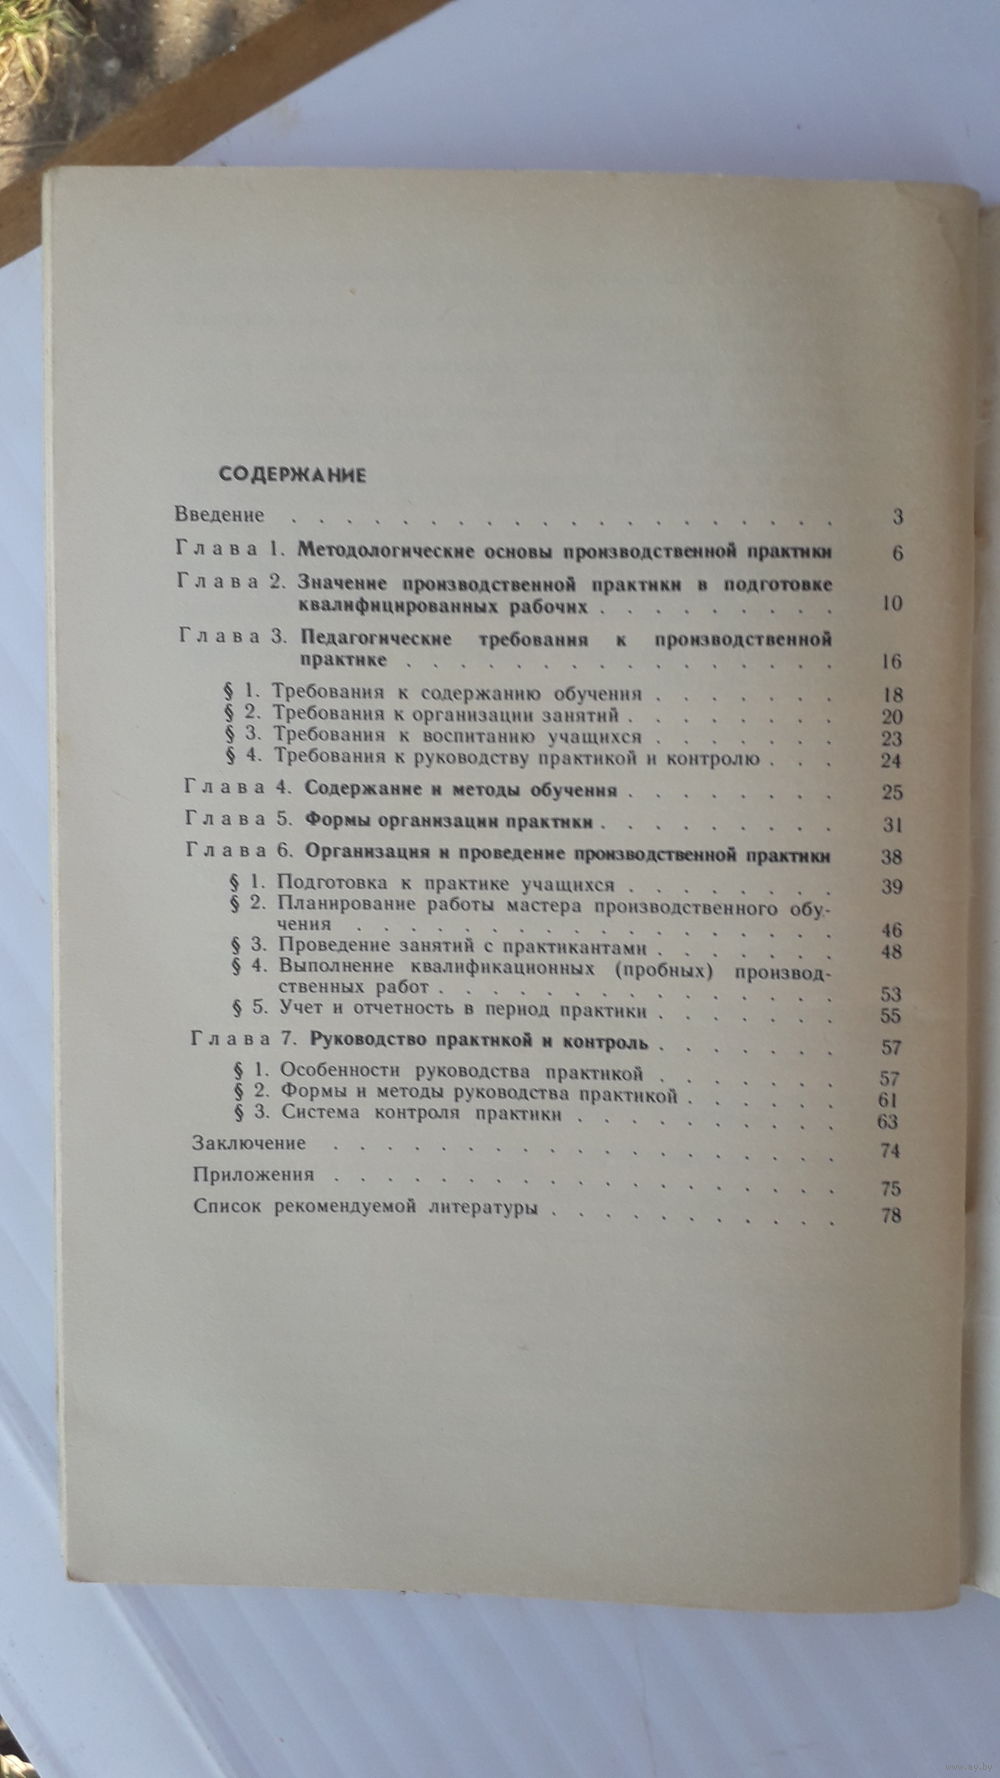 СОДЕРЖАНИЕ
Введение . . . . . . . . . . . . . . . . . . . . 3
Глава 1. Методологические основы производственной практики 6
Глава 2. Значение производственной практики в подготовке
квалифицированных рабочих . . . . . . . . . 10
Глава 3. Педагогические требования к производственной
практике . . . . . . . . . . . . . . . . 16
§ 1. Требования к содержанию обучения . . . . . . . 18
§ 2. Требования к организации занятий . . . . . . . . 20
§ 3. Требования к воспитанию учащихся . . . . . . . 23
§ 4. Требования к руководству практикой и контролю . . . 24
Глава 4. Содержание и методы обучения . . . . . . . . 25
Глава 5. Формы организации практики . . . . . . . . . 31
Глава 6. Организация и проведение производственной практики 38
§ 1. Подготовка к практике учащихся . . . . . . . . 39
§ 2. Планирование работы мастера производственного обу-
чения . . . . . . . . . . . . . . . . . . 46
§ 3. Проведение занятий с практикантами . . . . . . . 48
§ 4. Выполнение квалификационных (пробных) производ-
ственных работ . . . . . . . . . . . . . . . 53
§ 5. Учет и отчетность в период практики . . . . . . . 55
Глава 7. Руководство практикой и контроль . . . . . . . 57
§ 1. Особенности руководства практикой . . . . . . . 57
§ 2. Формы и методы руководства практикой . . . . . . 61
§ 3. Система контроля практики . . . . . . . . . . 63
Заключение . . . . . . . . . . . . . . . . . . . 74
Приложения . . . . . . . . . . . . . . . . . . . 75
Список рекомендуемой литературы . . . . . . . . . . . 78
www.ay.by